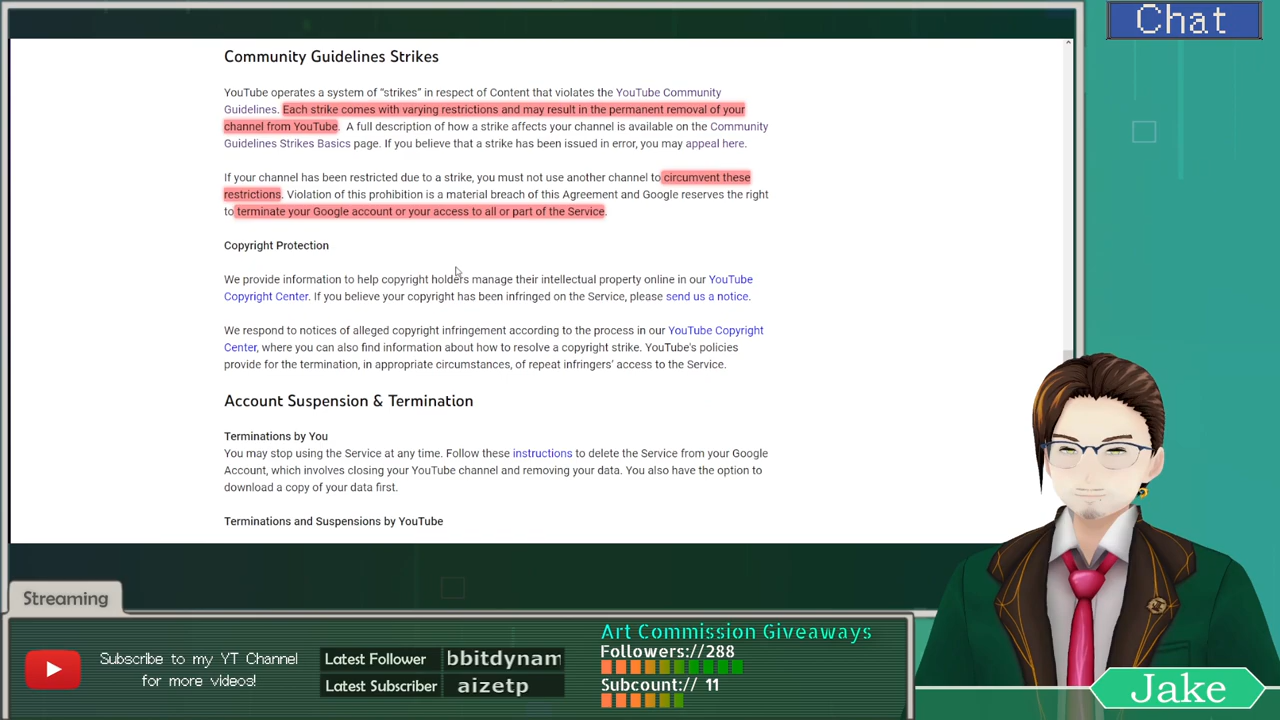 Chat
Community Guidelines Strikes
YouTube operates a system of “strikes” in respect of Content that violates the YouTube Community
Guidelines. Each strike comes with varying restrictions and may result in the permanent removal of your
channel from YouTube. A full description of how a strike affects your channel is available on the Community
Guidelines Strikes Basics page. If you believe that a strike has been issued in error, you may appeal here.
If your channel has been restricted due to a strike, you must not use another channel to circumvent these
restrictions. Violation of this prohibition is a material breach of this Agreement and Google reserves the right
to terminate your Google account or your access to all or part of the Service.
Copyright Protection
We provide information to help copyright holders manage their intellectual property online in our YouTube
Copyright Center. If you believe your copyright has been infringed on the Service, please send us a notice.
We respond to notices of alleged copyright infringement according to the process in our YouTube Copyright
Center, where you can also find information about how to resolve a copyright strike. YouTube's policies
provide for the termination, in appropriate circumstances, of repeat infringers’ access to the Service.
Account Suspension & Termination
Terminations by You
You may stop using the Service at any time. Follow these instructions to delete the Service from your Google
Account, which involves closing your YouTube channel and removing your data. You also have the option to
download a copy of your data first.
Terminations and Suspensions by YouTube
Streaming
Subscribe to my YT Channel
for more videos!
Latest Follower
bbitdynam
Latest Subscriber
aizetp
Art Commission Giveaways
Followers://288
Subcount:// 11
Jake